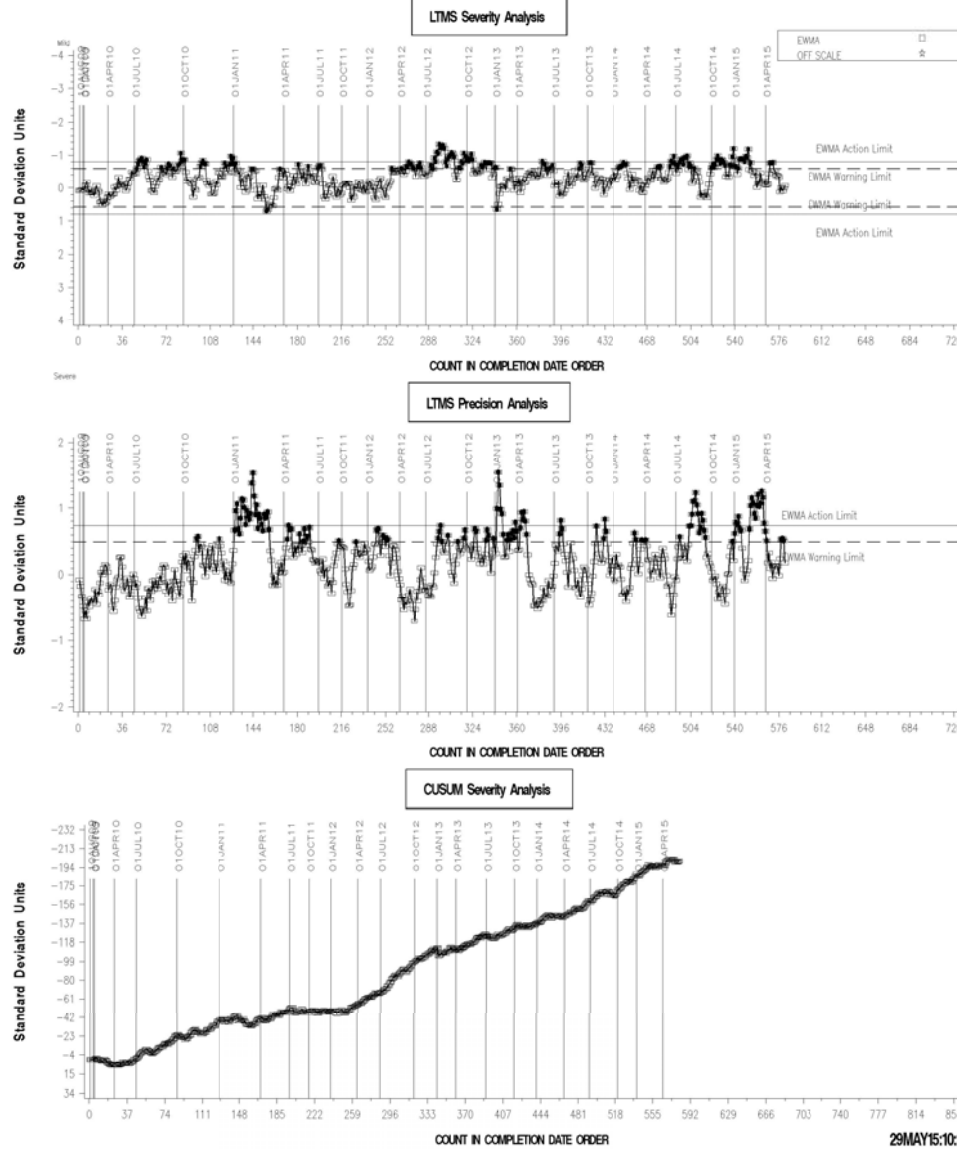 LTMS Severity Analysis
Mild
EWMA
OFF SCALE
01APR10 01JUL10 01OCT10 01JAN11 01APR11 01JUL11 01OCT11 01JAN12 01APR12 01JUL12 01OCT12 01JAN13 01APR13 01JUL13 01OCT13 01JAN14 01APR14 01JUL14 01OCT14 01JAN15 01APR15
Standard Deviation Units
-4
-3
-2
-1
0
1
2
3
4
EWMA Action Limit
EWMA Warning Limit
EWMA Warning Limit
EWMA Action Limit
0 36 72 108 144 180 216 252 288 324 360 396 432 468 504 540 576 612 648 684 72
COUNT IN COMPLETION DATE ORDER
Severe
LTMS Precision Analysis
01APR10 01JUL10 01OCT10 01JAN11 01APR11 01JUL11 01OCT11 01JAN12 01APR12 01JUL12 01OCT12 01JAN13 01APR13 01JUL13 01OCT13 01JAN14 01APR14 01JUL14 01OCT14 01JAN15 01APR15
Standard Deviation Units
2
1
0
-1
-2
EWMA Action Limit
EWMA Warning Limit
0 36 72 108 144 180 216 252 288 324 360 396 432 468 504 540 576 612 648 684 72
COUNT IN COMPLETION DATE ORDER
CUSUM Severity Analysis
01APR10 01JUL10 01OCT10 01JAN11 01APR11 01JUL11 01OCT11 01JAN12 01APR12 01JUL12 01OCT12 01JAN13 01APR13 01JUL13 01OCT13 01JAN14 01APR14 01JUL14 01OCT14 01JAN15 01APR15
Standard Deviation Units
-232
-213
-194
-175
-156
-137
-118
-99
-80
-61
-42
-23
-4
15
34
0 37 74 111 148 185 222 259 296 333 370 407 444 481 518 555 592 629 666 703 740 777 814 85
COUNT IN COMPLETION DATE ORDER
29MAY15:10: